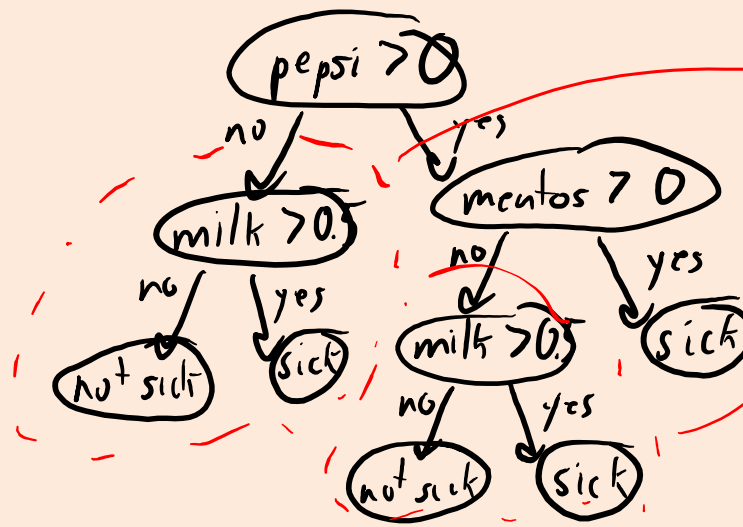 pepsi > 0
no
yes
milk > 0.5
mentos > 0
no
yes
no
yes
not sick
sick
milk > 0.5
sick
no
yes
not sick
sick